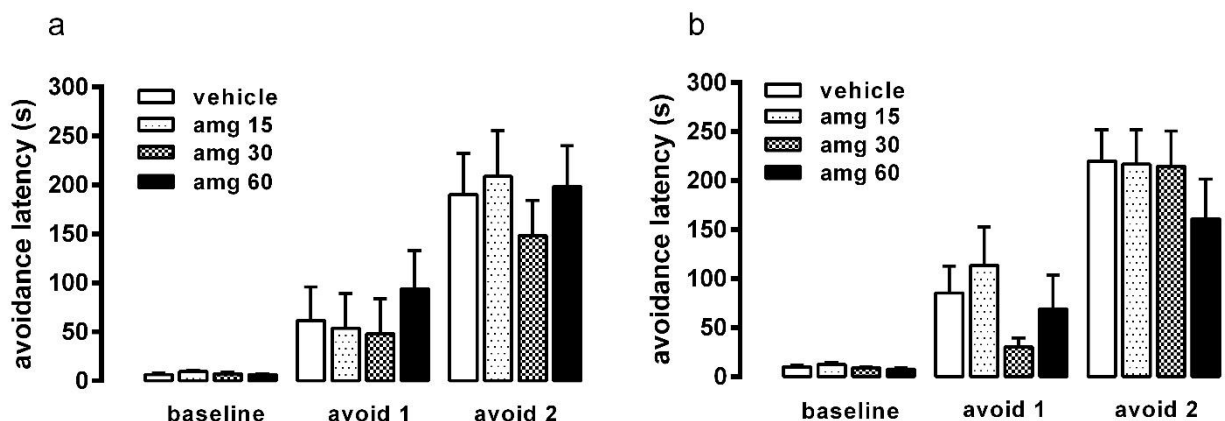 a
avoidance latency (s)
300
250
200
150
100
50
0
vehicle
amg 15
amg 30
amg 60
baseline avoid 1 avoid 2
b
avoidance latency (s)
300
250
200
150
100
50
0
vehicle
amg 15
amg 30
amg 60
baseline avoid 1 avoid 2